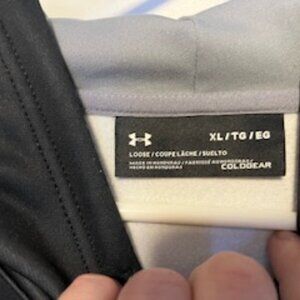 XL / TG / EG
LOOSE / COUPE LÂCHE / SUELTO
MADE IN HONDURAS / FABRIQUÉ AU HONDURAS /
HECHO EN HONDURAS
COLDGEAR